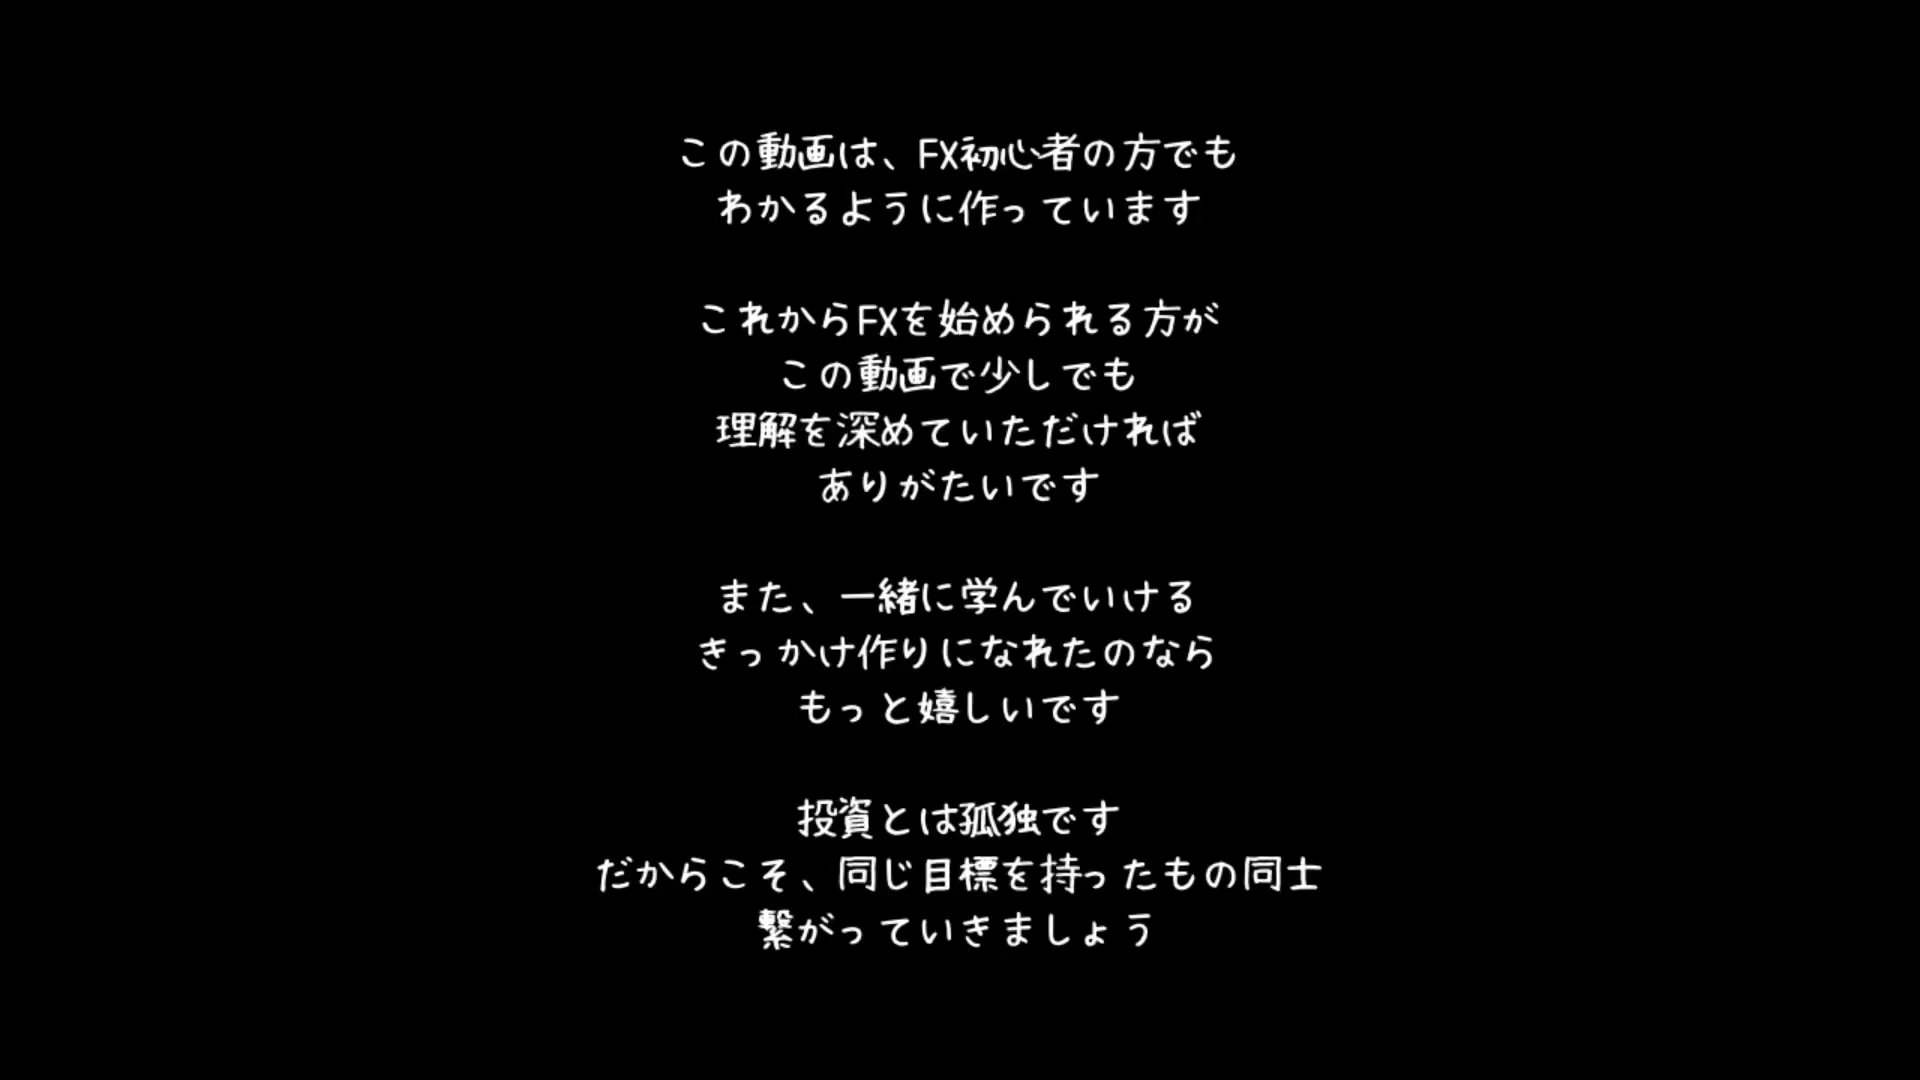 この動画は、FX初心者の方でも
わかるように作っています
これからFXを始められる方が
この動画で少しでも
理解を深めていただければ
ありがたいです
また、一緒に学んでいける
きっかけ作りになれたのなら
もっと嬉しいです
投資とは孤独です
だからこそ、同じ目標を持ったもの同士
繋がっていきましょう